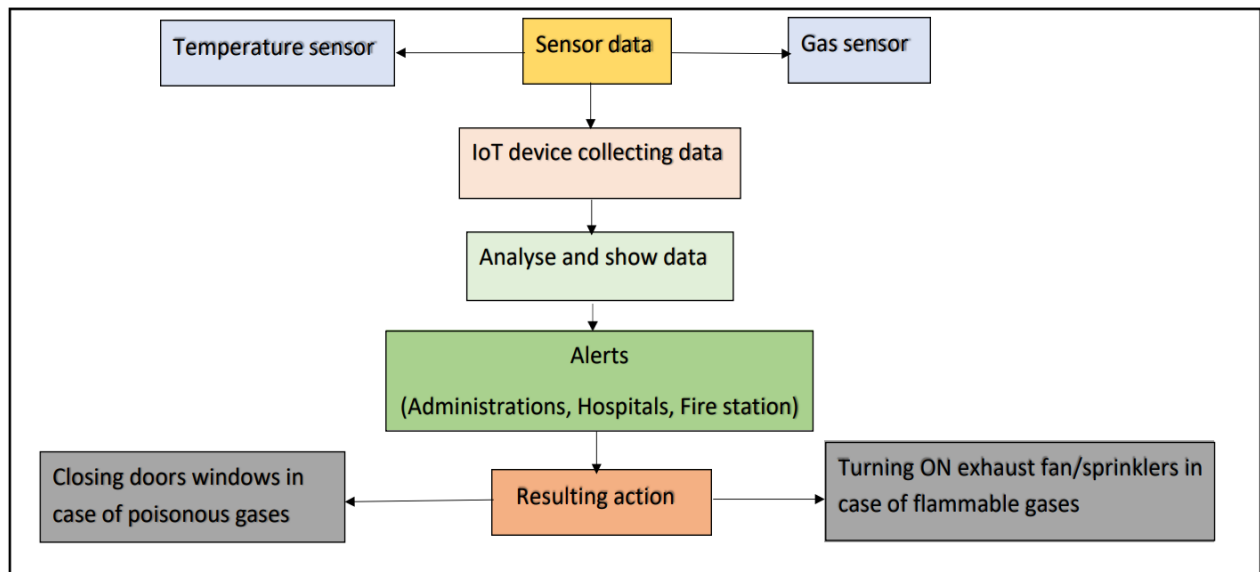 Temperature sensor
Sensor data
Gas sensor
IoT device collecting data
Analyse and show data
Alerts
(Administrations, Hospitals, Fire station)
Closing doors windows in
case of poisonous gases
Resulting action
Turning ON exhaust fan/sprinklers in
case of flammable gases